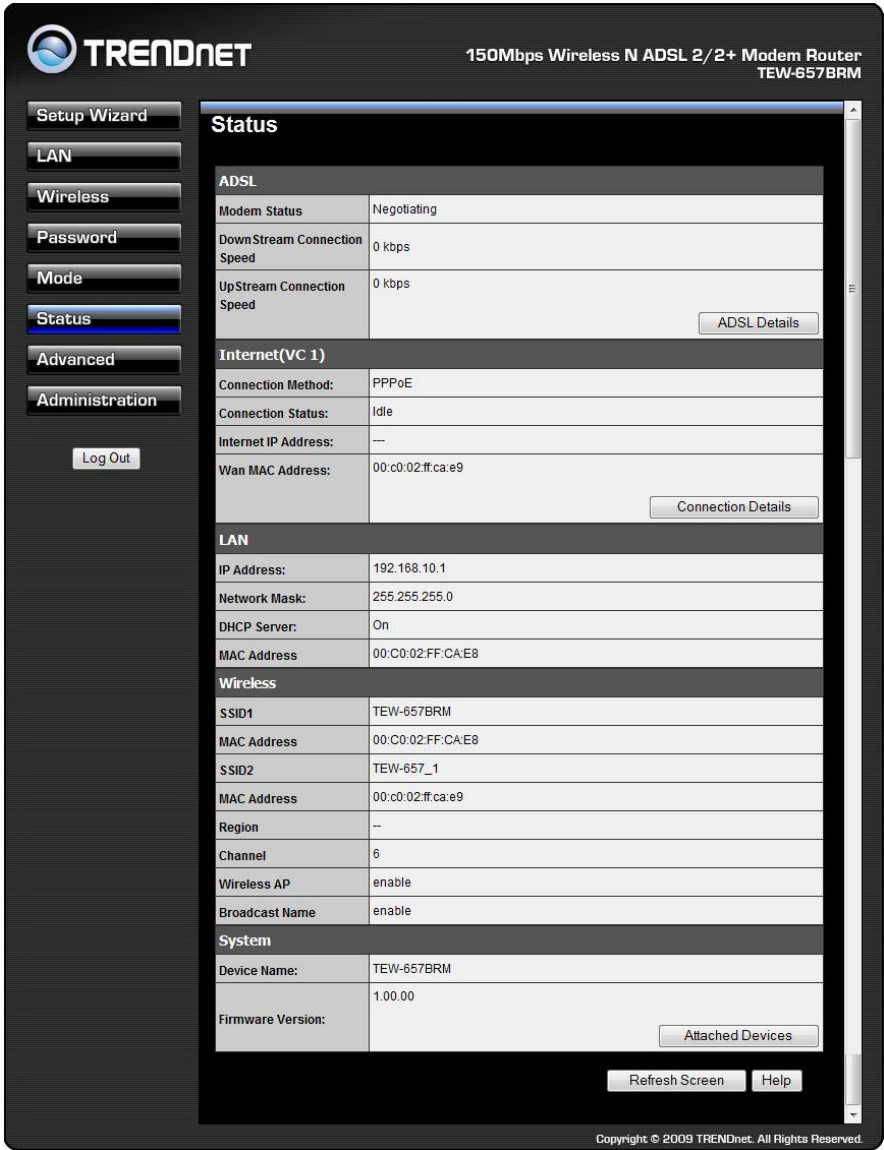 TRENDNET
150Mbps Wireless N ADSL 2/2+ Modem Router
TEW-657BRM
Setup Wizard
LAN
Wireless
Password
Mode
Status
Advanced
Administration
Log Out
Status
ADSL
Modem Status Negotiating
DownStream Connection
Speed
0 kbps
UpStream Connection
Speed
0 kbps
ADSL Details
Internet(VC 1)
Connection Method: PPPoE
Connection Status: Idle
Internet IP Address: ---
Wan MAC Address: 00:c0:02:ff:ca:e9
Connection Details
LAN
IP Address: 192.168.10.1
Network Mask: 255.255.255.0
DHCP Server: On
MAC Address 00:C0:02:FF:CA:E8
Wireless
SSID1 TEW-657BRM
MAC Address 00:C0:02:FF:CA:E8
SSID2 TEW-657_1
MAC Address 00:c0:02:ff:ca:e9
Region --
Channel 6
Wireless AP enable
Broadcast Name enable
System
Device Name: TEW-657BRM
Firmware Version: 1.00.00
Attached Devices
Refresh Screen Help
Copyright © 2009 TRENDnet. All Rights Reserved.